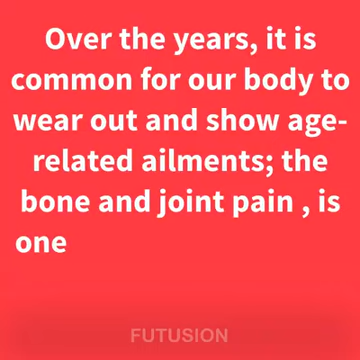 Over the years, it is
common for our body to
wear out and show age-
related ailments; the
bone and joint pain , is
one
FUTUSION